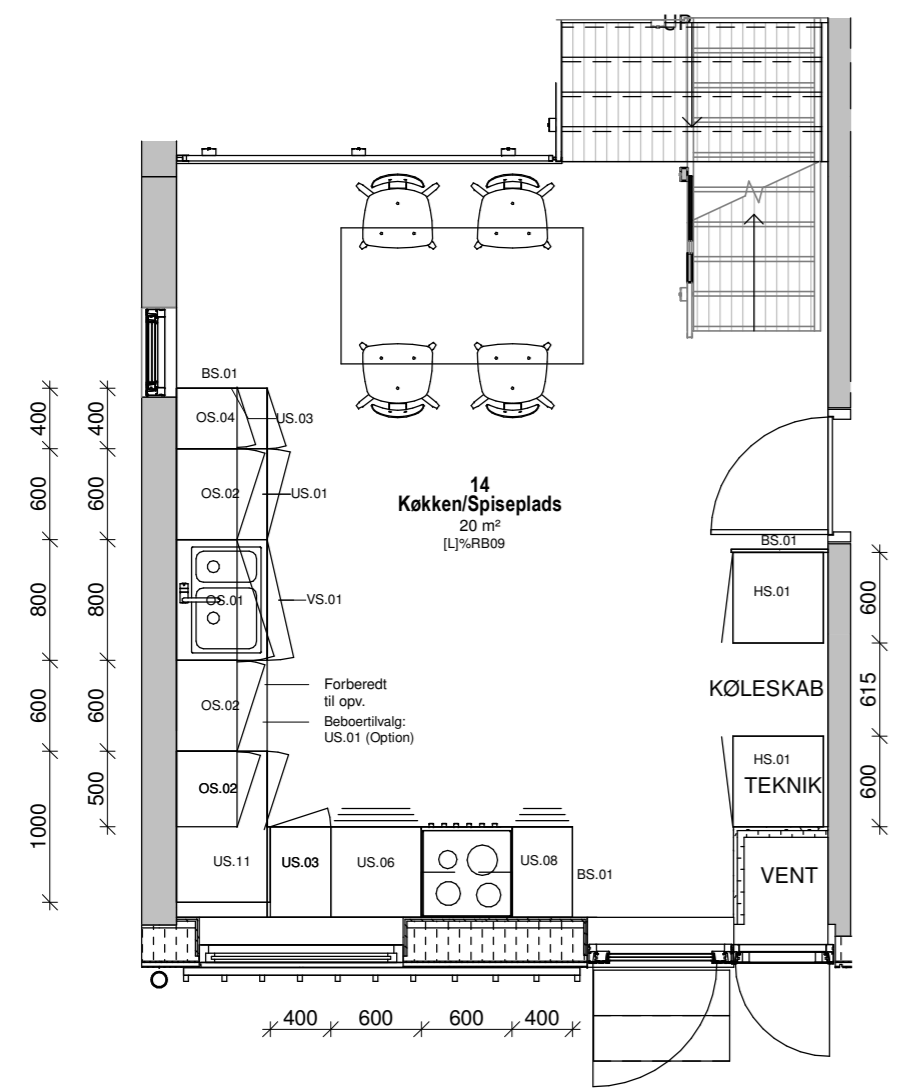 UP
BS.01
OS.04
US.03
OS.02
US.01
14
Køkken/Spiseplads
20 m²
[L]%RB09
BS.01
OS.01
VS.01
HS.01
OS.02
Forberedt
til opv.
Beboertilvalg:
US.01 (Option)
KØLESKAB
OS.02
HS.01
TEKNIK
US.11
US.03
US.06
US.08
BS.01
VENT
400
600
800
600
1000
400
600
800
600
500
600
615
600
400
600
600
400